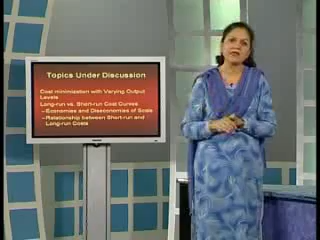 Topics Under Discussion
Cost minimization with Varying Output
Levels
Long-run vs. Short-run Cost Curves
–Economies and Diseconomies of Scale
–Relationship between Short-run and
Long-run Costs